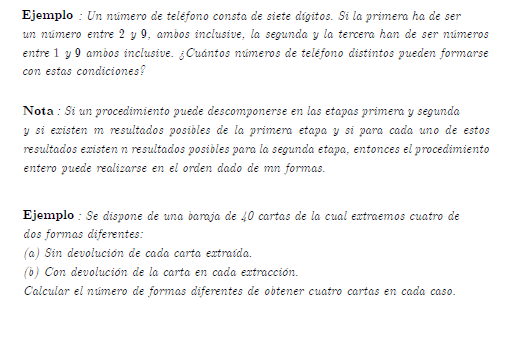 Ejemplo : Un número de teléfono consta de siete dígitos. Si la primera ha de ser
un número entre 2 y 9, ambos inclusive, la segunda y la tercera han de ser números
entre 1 y 9 ambos inclusive. ¿Cuántos números de teléfono distintos pueden formarse
con estas condiciones?
Nota : Si un procedimiento puede descomponerse en las etapas primera y segunda
y si existen m resultados posibles de la primera etapa y si para cada uno de estos
resultados existen n resultados posibles para la segunda etapa, entonces el procedimiento
entero puede realizarse en el orden dado de mn formas.
Ejemplo : Se dispone de una baraja de 40 cartas de la cual extraemos cuatro de
dos formas diferentes:
(a) Sin devolución de cada carta extraída.
(b) Con devolución de la carta en cada extracción.
Calcular el número de formas diferentes de obtener cuatro cartas en cada caso.